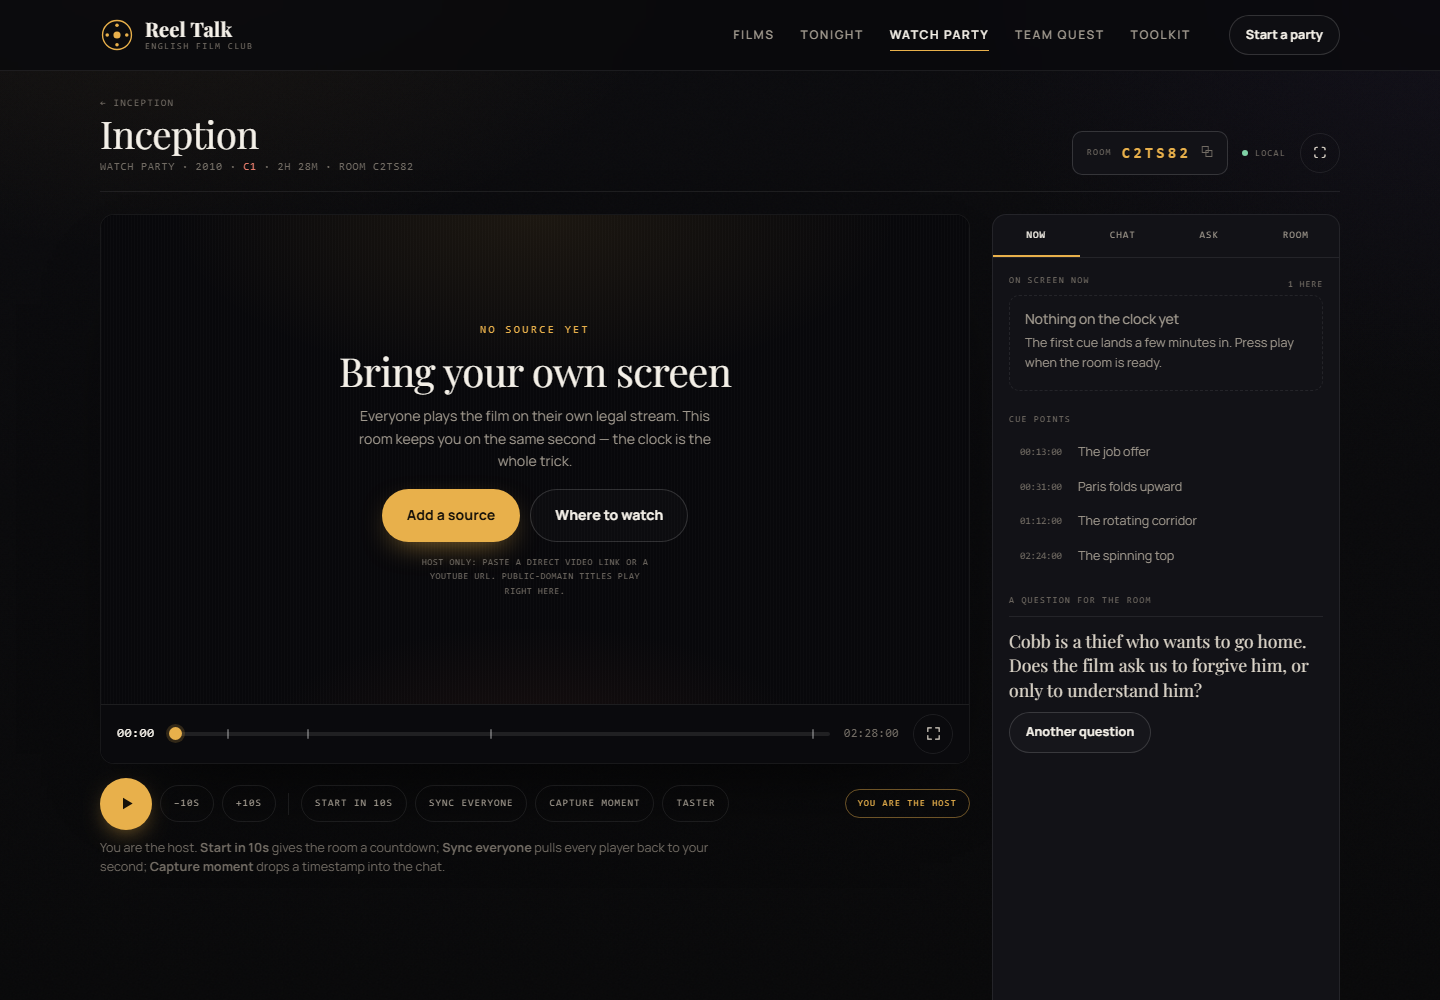 Reel Talk
ENGLISH FILM CLUB
FILMS
TONIGHT
WATCH PARTY
TEAM QUEST
TOOLKIT
Start a party
← INCEPTION
Inception
WATCH PARTY · 2010 · C1 · 2H 28M · ROOM C2TS82
ROOM C2TS82
LOCAL
NO SOURCE YET
Bring your own screen
Everyone plays the film on their own legal stream. This
room keeps you on the same second — the clock is the
whole trick.
Add a source
Where to watch
HOST ONLY: PASTE A DIRECT VIDEO LINK OR A
YOUTUBE URL. PUBLIC-DOMAIN TITLES PLAY
RIGHT HERE.
00:00
02:28:00
−10S
+10S
START IN 10S
SYNC EVERYONE
CAPTURE MOMENT
TASTER
YOU ARE THE HOST
You are the host. Start in 10s gives the room a countdown; Sync everyone pulls every player back to your
second; Capture moment drops a timestamp into the chat.
NOW
CHAT
ASK
ROOM
ON SCREEN NOW
1 HERE
Nothing on the clock yet
The first cue lands a few minutes in. Press play
when the room is ready.
CUE POINTS
00:13:00 The job offer
00:31:00 Paris folds upward
01:12:00 The rotating corridor
02:24:00 The spinning top
A QUESTION FOR THE ROOM
Cobb is a thief who wants to go home.
Does the film ask us to forgive him, or
only to understand him?
Another question